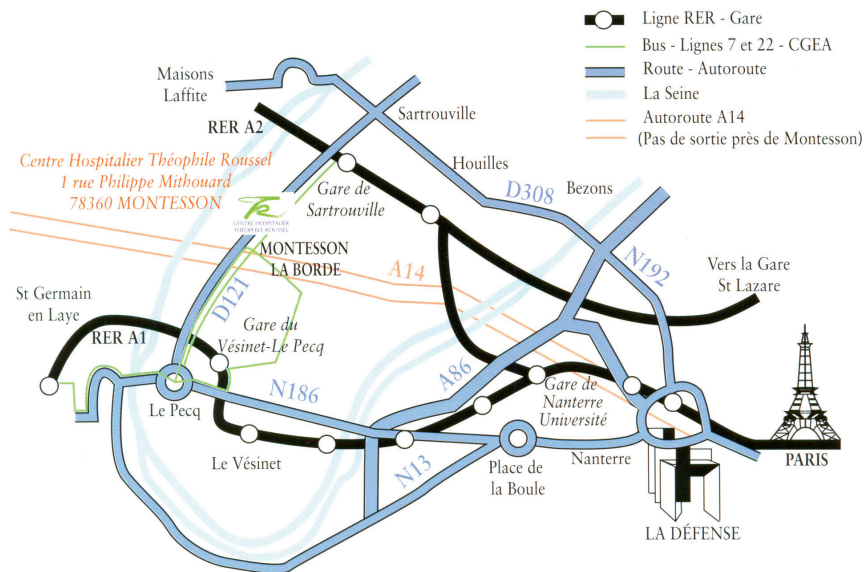 Ligne RER - Gare
Bus - Lignes 7 et 22 - CGEA
Route - Autoroute
La Seine
Autoroute A14
(Pas de sortie près de Montesson)
Maisons
Laffite
RER A2
Sartrouville
Houilles
Bezons
D308
N192
Centre Hospitalier Théophile Roussel
1 rue Philippe Mithouard
78360 MONTESSON
CENTRE HOSPITALIER
THÉOPHILE ROUSSEL
Gare de
Sartrouville
MONTESSON
LA BORDE
A14
Vers la Gare
St Lazare
St Germain
en Laye
RER A1
D121
Gare du
Vésinet-Le Pecq
N186
A86
Gare de
Nanterre
Université
Le Pecq
Le Vésinet
N13
Place de
la Boule
Nanterre
PARIS
LA DÉFENSE